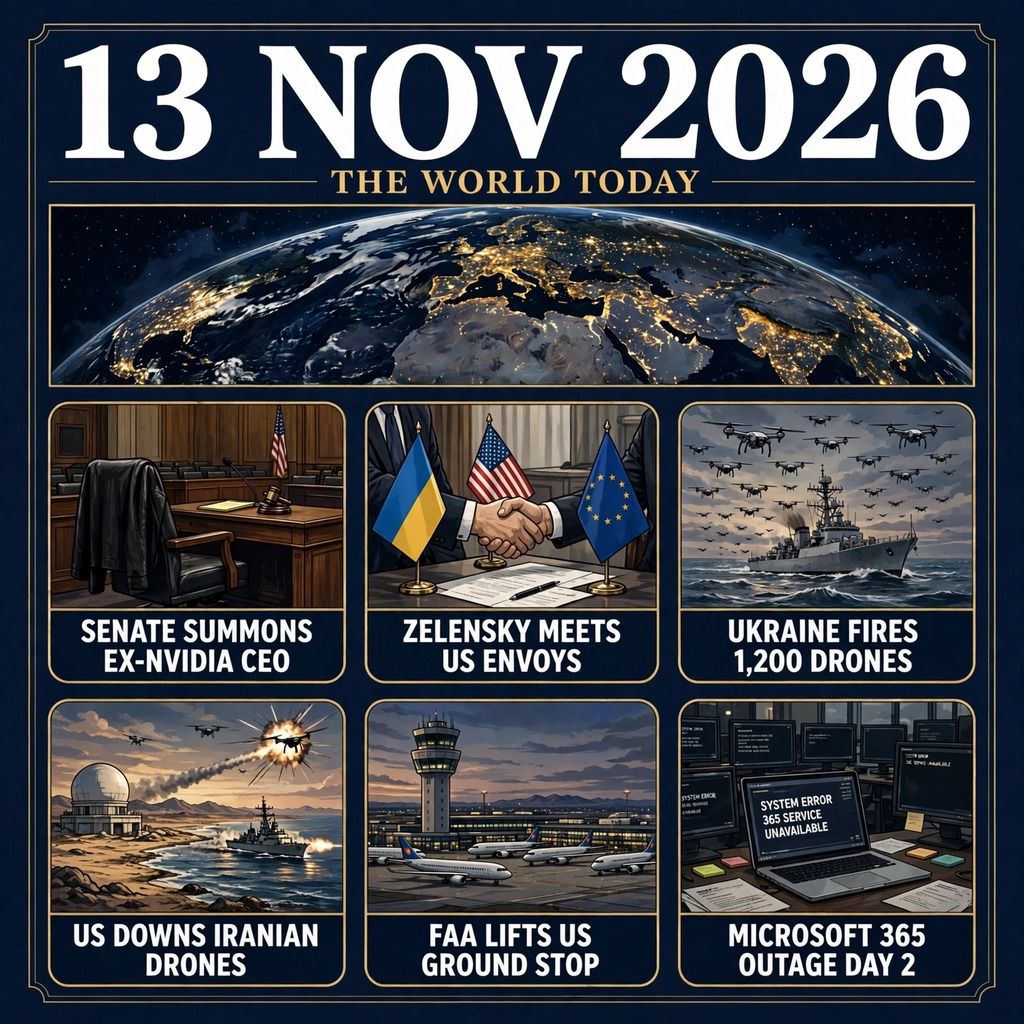 13 NOV 2026
THE WORLD TODAY
SENATE SUMMONS
EX-NVIDIA CEO
ZELENSKY MEETS
US ENVOYS
UKRAINE FIRES
1,200 DRONES
US DOWNS IRANIAN
DRONES
FAA LIFTS US
GROUND STOP
SYSTEM ERROR
SYSTEM ERROR
365 SERVICE
UNAVAILABLE
MICROSOFT 365
OUTAGE DAY 2